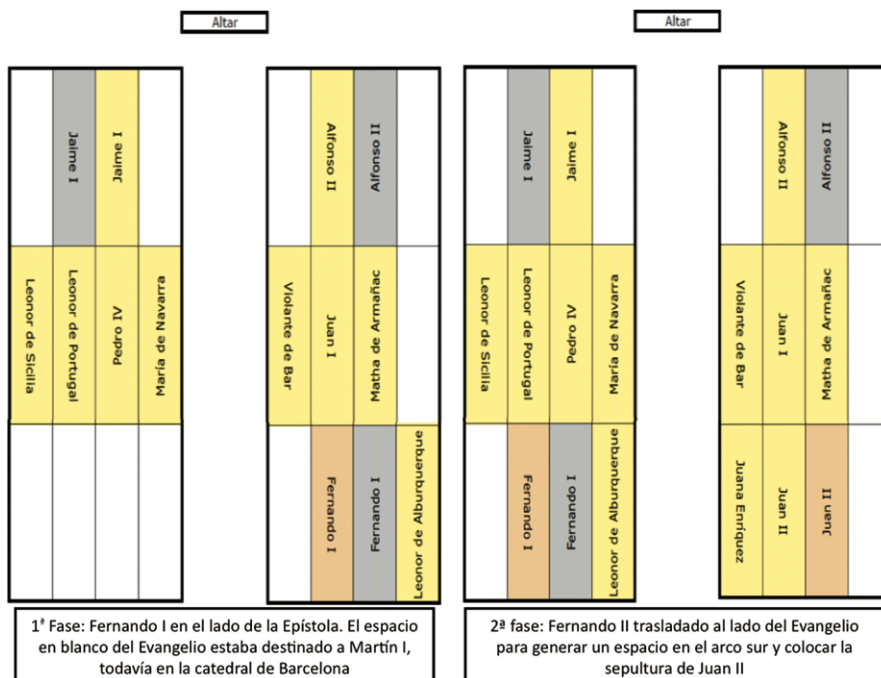 Altar
Jaime I
Jaime I
Alfonso II
Alfonso II
Leonor de Sicilia
Leonor de Portugal
Pedro IV
María de Navarra
Violante de Bar
Juan I
Matha de Armañac
Fernando I
Fernando I
Leonor de Alburquerque
1ª Fase: Fernando I en el lado de la Epístola. El espacio
en blanco del Evangelio estaba destinado a Martín I,
todavía en la catedral de Barcelona
Altar
Jaime I
Jaime I
Alfonso II
Alfonso II
Leonor de Sicilia
Leonor de Portugal
Pedro IV
María de Navarra
Violante de Bar
Juan I
Matha de Armañac
Fernando I
Fernando I
Leonor de Alburquerque
Juana Enríquez
Juan II
Juan II
2ª fase: Fernando II trasladado al lado del Evangelio
para generar un espacio en el arco sur y colocar la
sepultura de Juan II